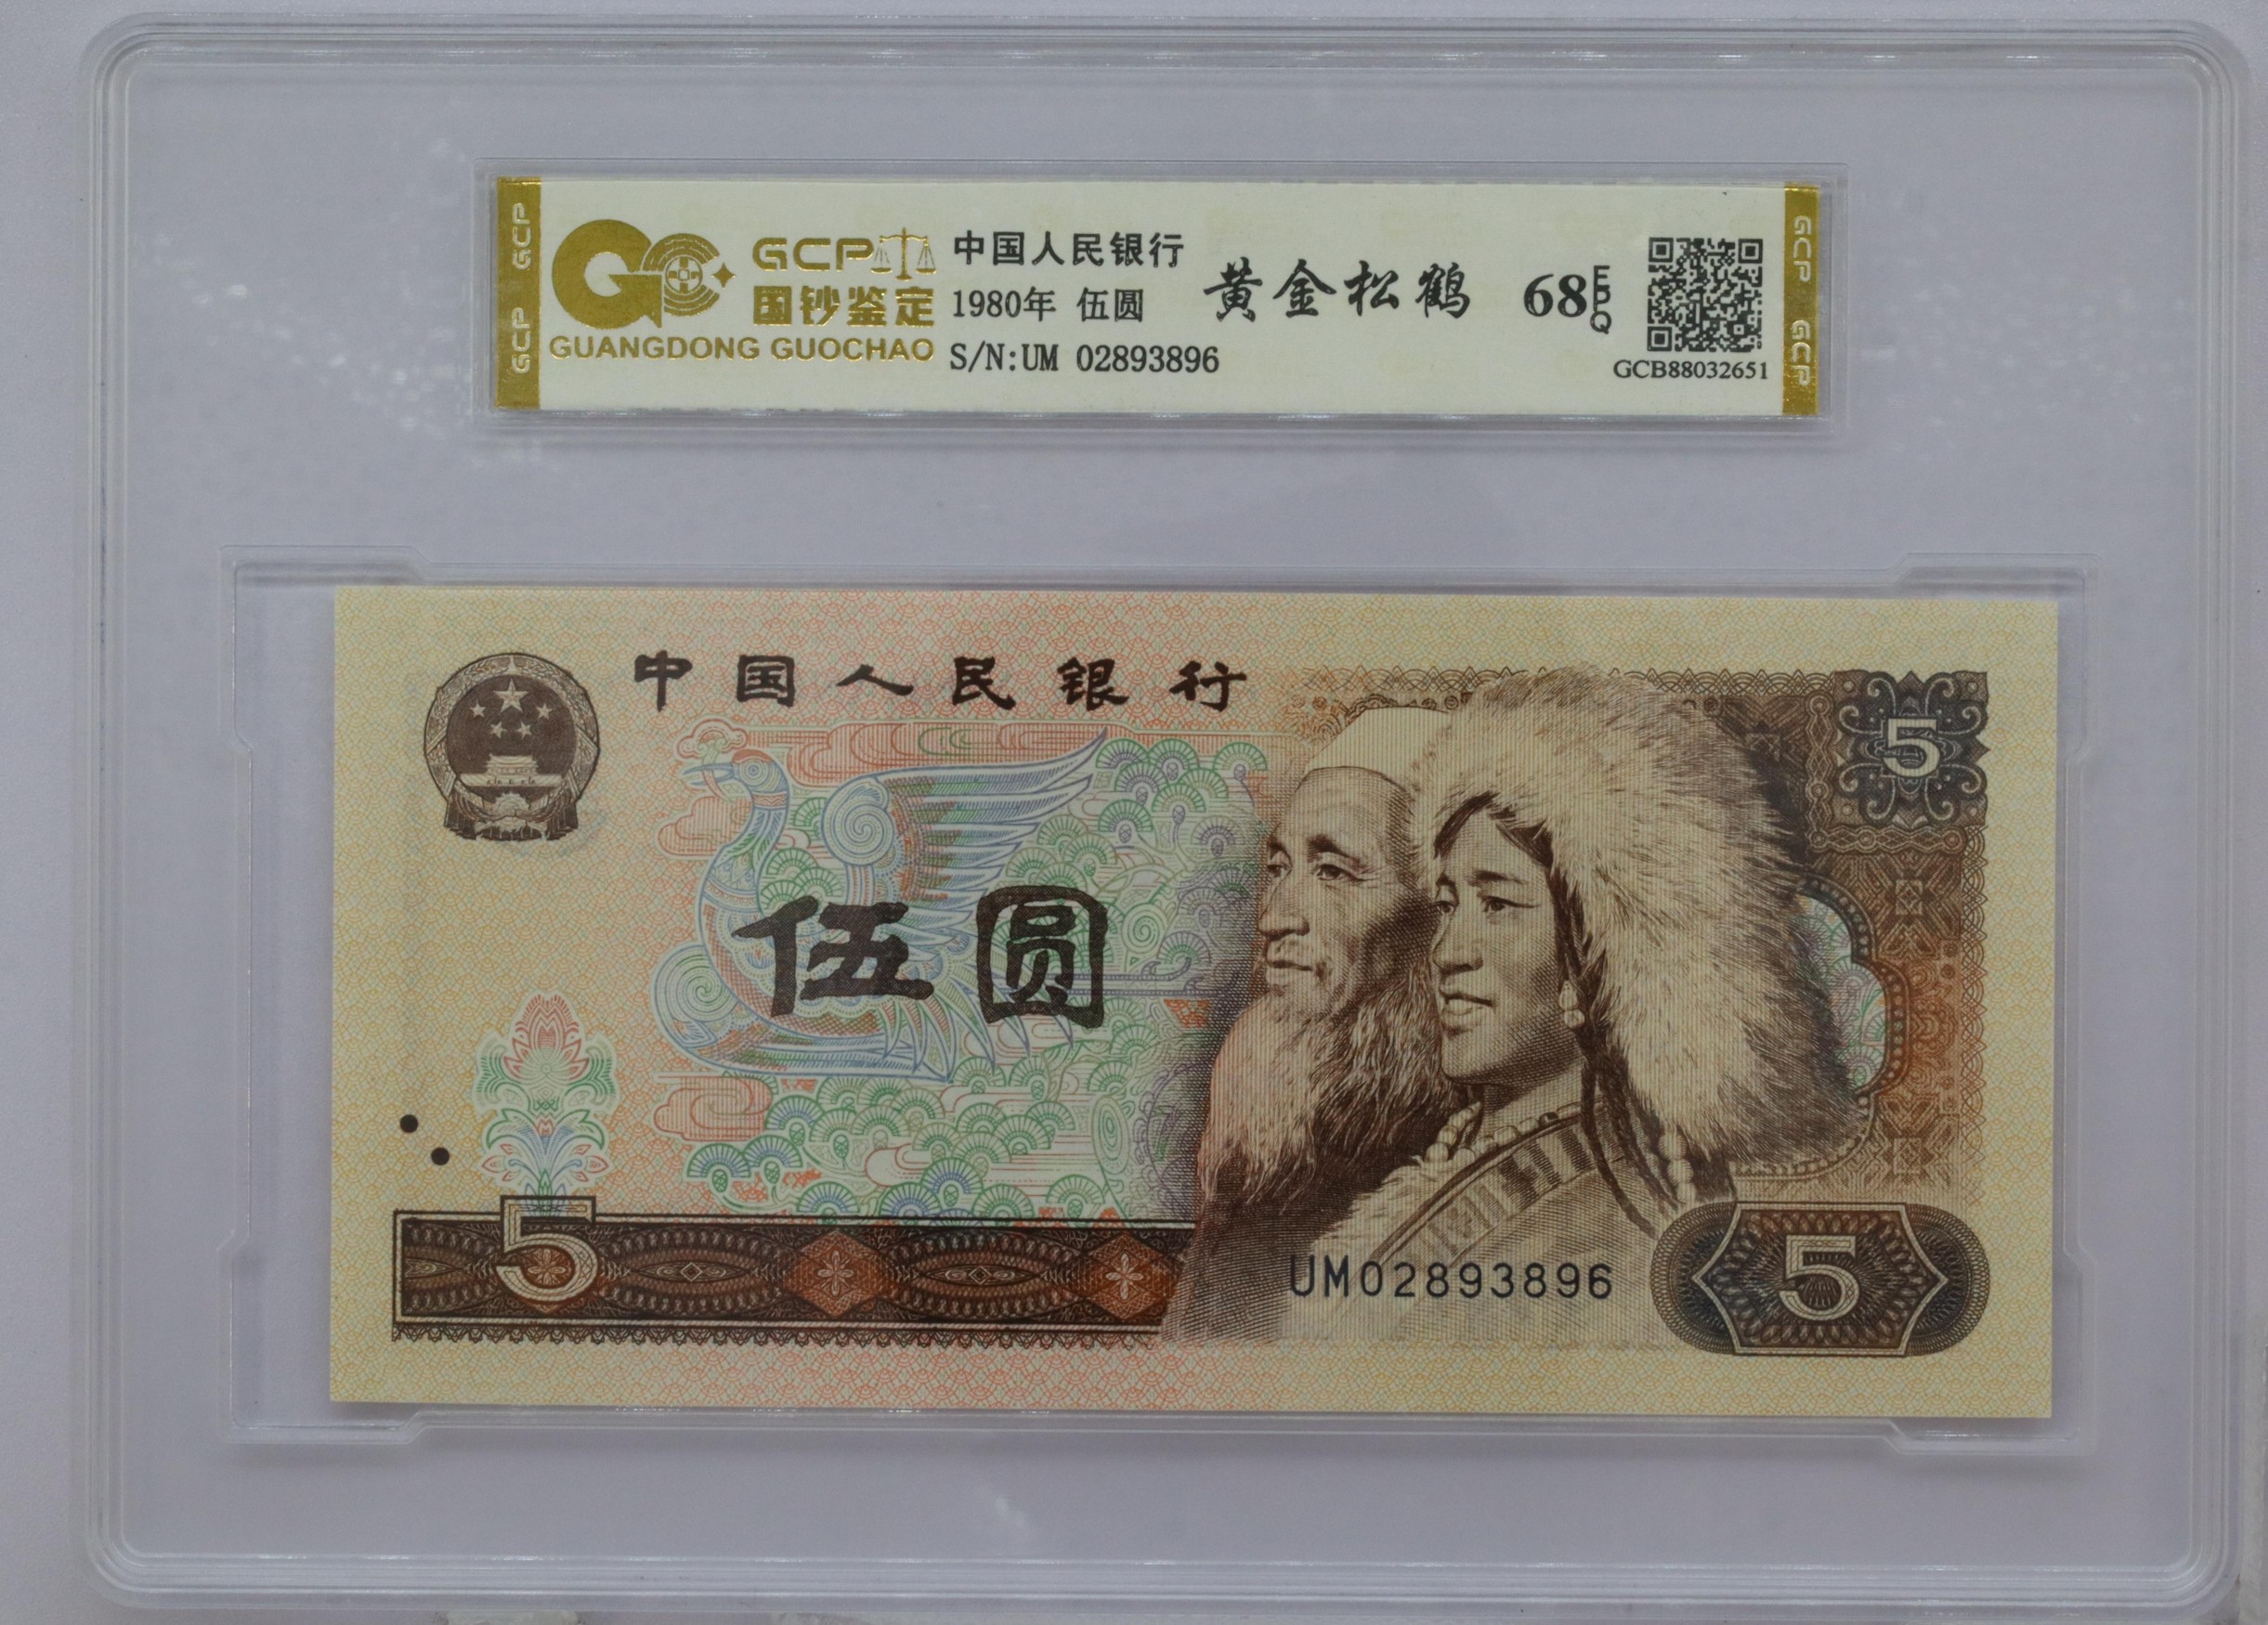 GCP GCP
GCP
国钞鉴定
GUANGDONG GUOCHAO
中国人民银行
1980年 伍圆
S/N:UM 02893896
黄金松鹤
68 EPQ
GCB88032651
GCP GCP
中国人民银行
5
伍圆
5
UM02893896
5